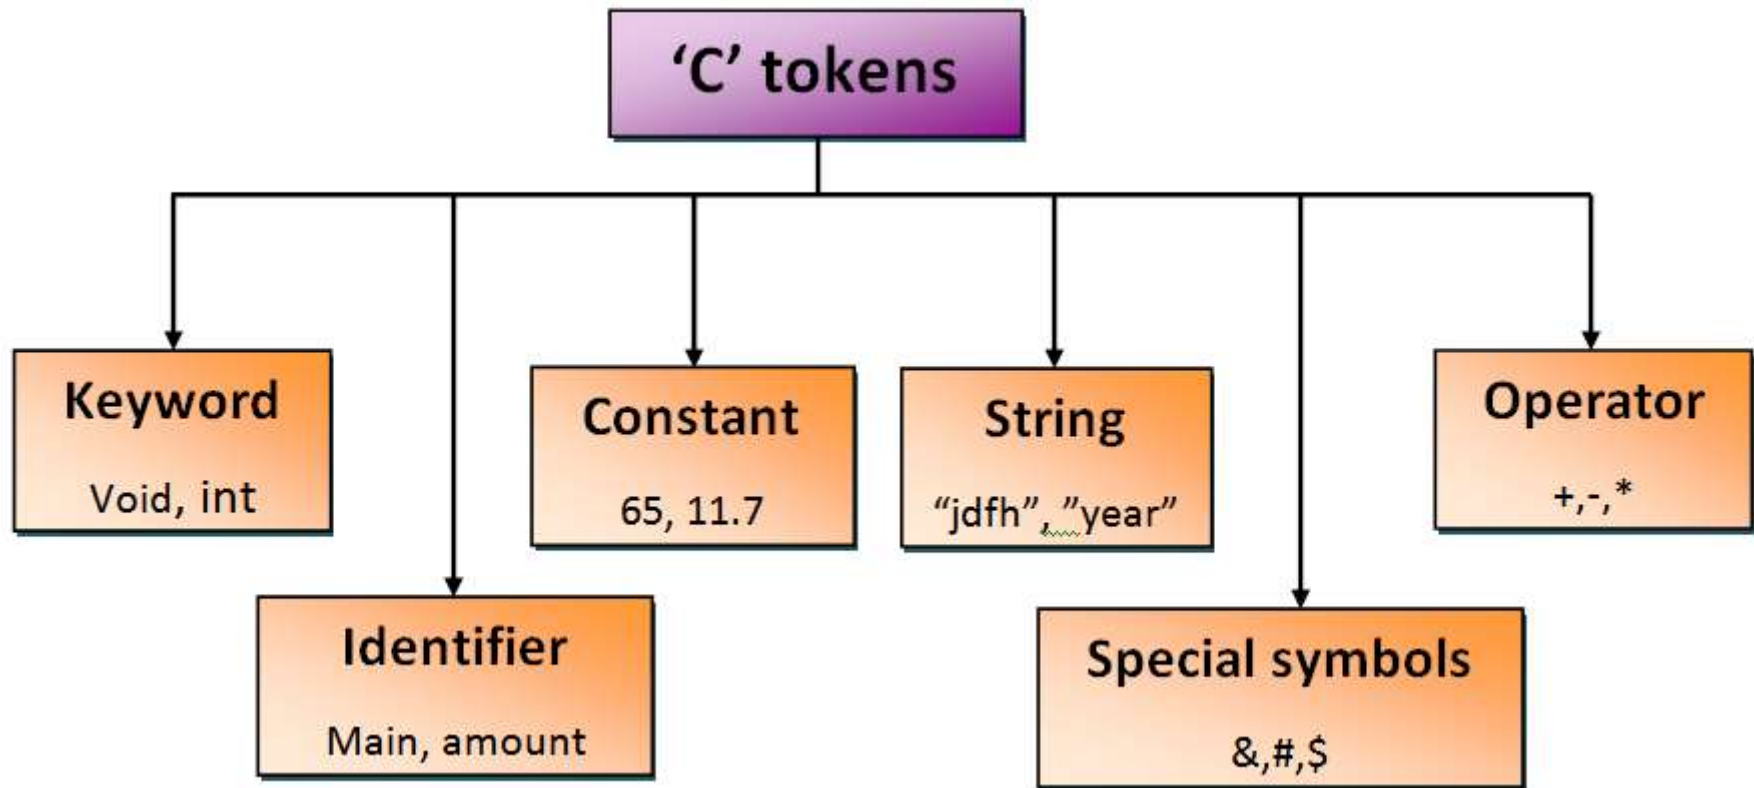 ‘C’ tokens
Keyword
Void, int
Identifier
Main, amount
Constant
65, 11.7
String
“jdfh”, ”year”
Special symbols
&,#,$
Operator
+,-,*